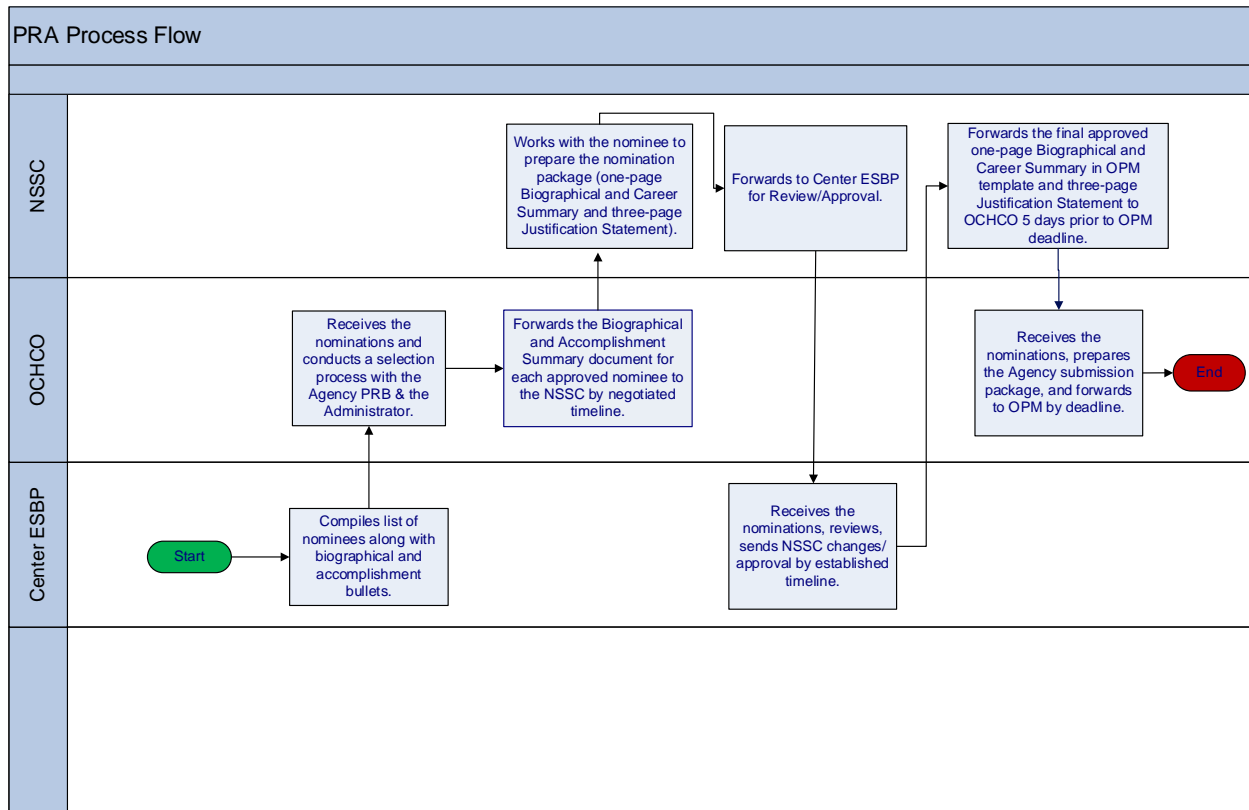 PRA Process Flow
NSSC
Works with the nominee to
prepare the nomination
package (one-page
Biographical and Career
Summary and three-page
Justification Statement).
Forwards to Center ESBP
for Review/Approval.
Forwards the final approved
one-page Biographical and
Career Summary in OPM
template and three-page
Justification Statement to
OCHCO 5 days prior to OPM
deadline.
OCHCO
Receives the
nominations and
conducts a selection
process with the
Agency PRB & the
Administrator.
Forwards the Biographical
and Accomplishment
Summary document for
each approved nominee to
the NSSC by negotiated
timeline.
Receives the
nominations, prepares
the Agency submission
package, and forwards
to OPM by deadline.
End
Center ESBP
Start
Compiles list of
nominees along with
biographical and
accomplishment
bullets.
Receives the
nominations, reviews,
sends NSSC changes/
approval by established
timeline.